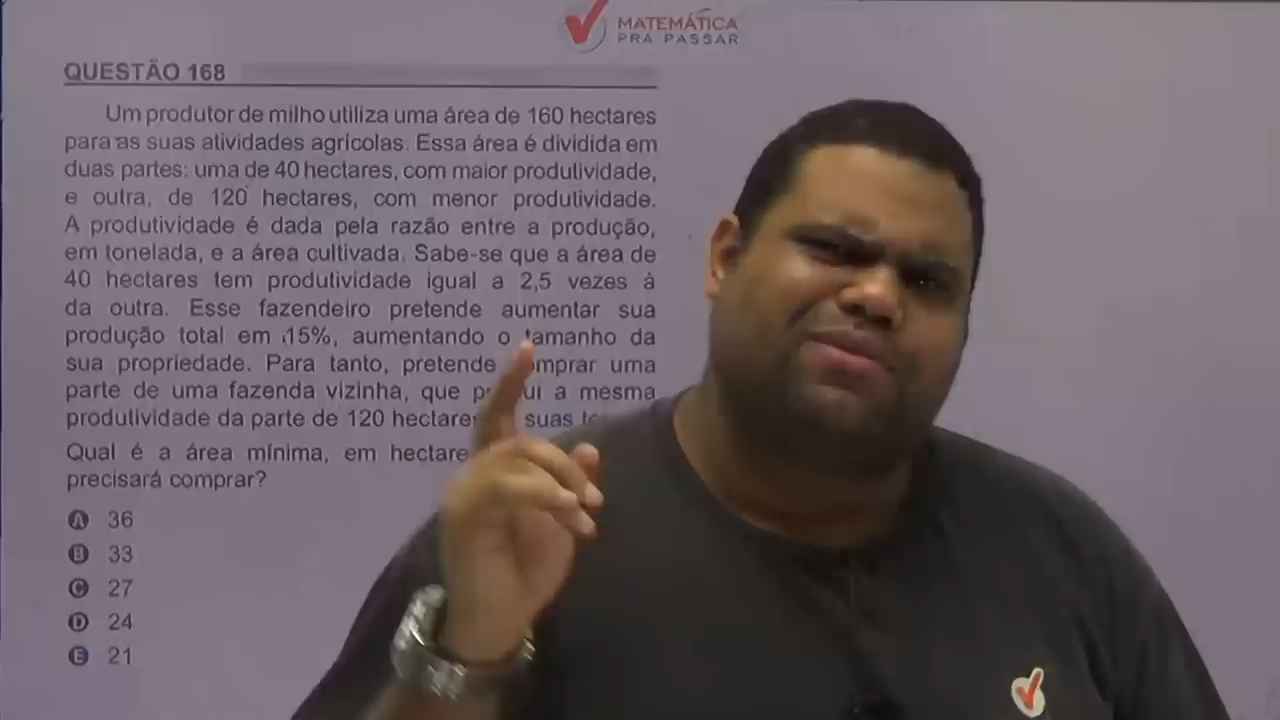 MATEMÁTICA
PRA PASSAR
QUESTÃO 168
Um produtor de milho utiliza uma área de 160 hectares
para as suas atividades agrícolas. Essa área é dividida em
duas partes: uma de 40 hectares, com maior produtividade,
e outra, de 120 hectares, com menor produtividade.
A produtividade é dada pela razão entre a produção,
em tonelada, e a área cultivada. Sabe-se que a área de
40 hectares tem produtividade igual a 2,5 vezes à
da outra. Esse fazendeiro pretende aumentar sua
produção total em 15%, aumentando o tamanho da
sua propriedade. Para tanto, pretende uma
parte de uma fazenda vizinha, que a mesma
produtividade da parte de 120 suas
Qual é a área mínima, em
precisará comprar?
A 36
B 33
C 27
D 24
E 21